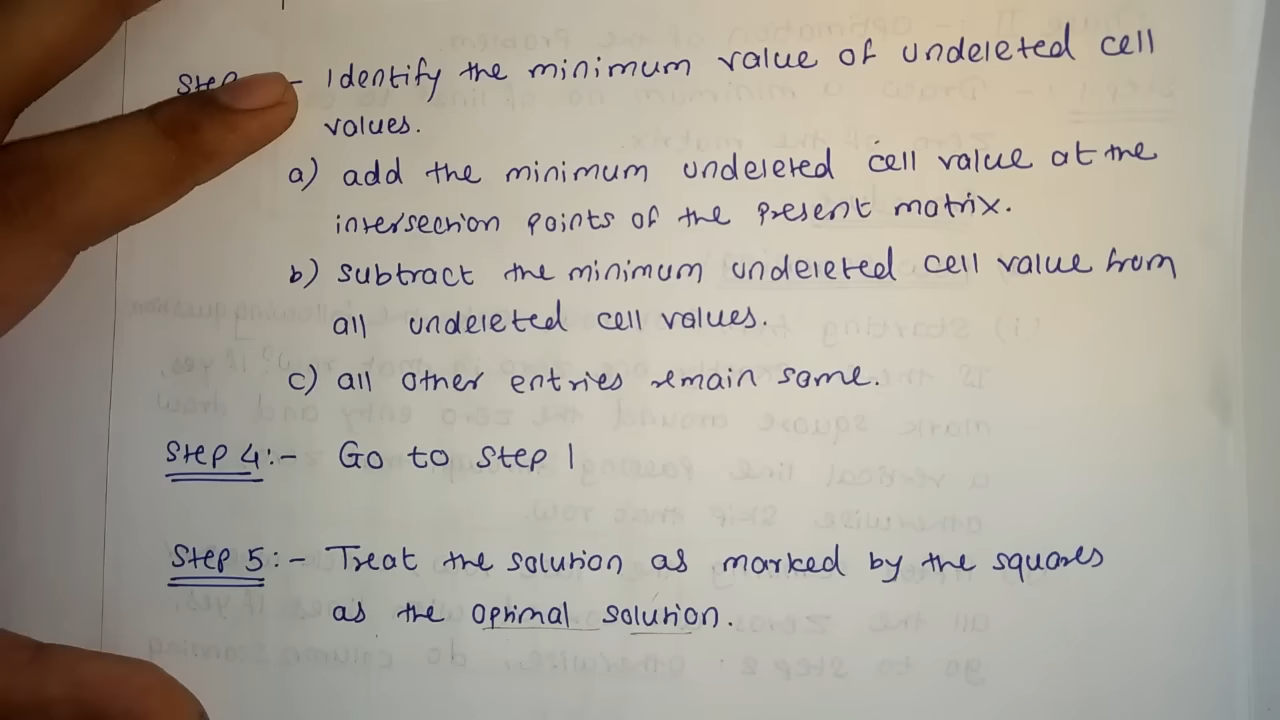 Step :- Identify the minimum value of undeleted cell
values.
a) add the minimum undeleted cell value at the
intersection points of the present matrix.
b) subtract the minimum undeleted cell value from
all undeleted cell values.
c) all other entries remain same.
Step 4:- Go to step 1
Step 5:- Treat the solution as marked by the squares
as the optimal solution.